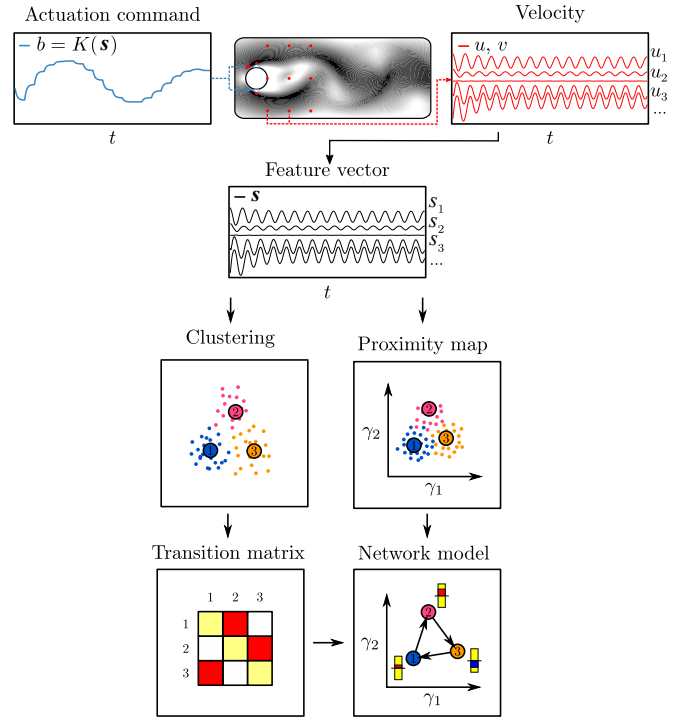 Actuation command
Velocity
b = K(s)
u, v
u1
u2
u3
...
t
t
Feature vector
s
s1
s2
s3
...
t
Clustering
Proximity map
2
1
3
γ2
2
1
3
γ1
Transition matrix
Network model
1 2 3
1
2
3
γ2
2
1
3
γ1